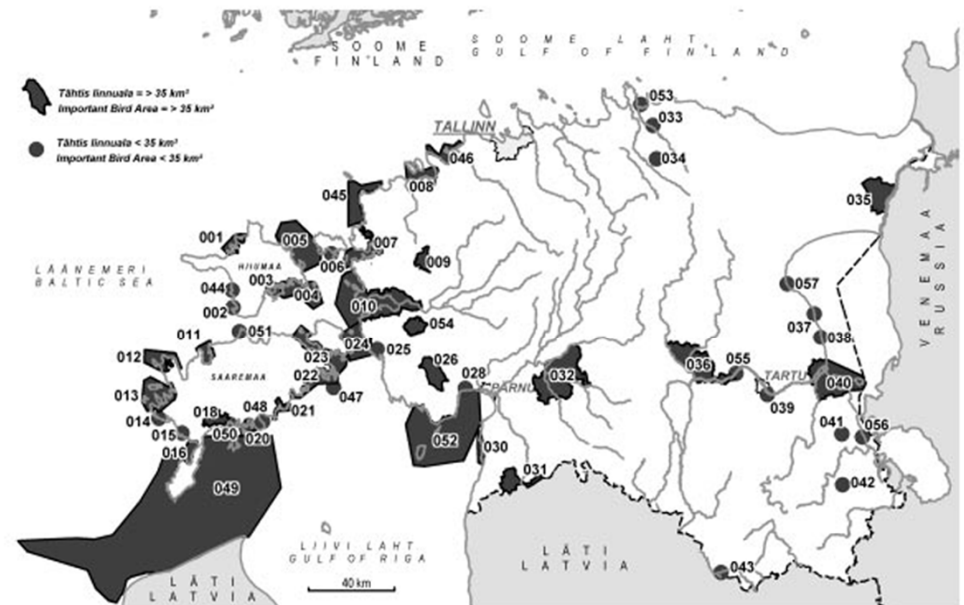 SOOME LAHT
SOOME
GULF OF FINLAND
FINLAND
Tähtis linnuala = > 35 km²
Important Bird Area = > 35 km²
Tähtis linnuala < 35 km²
Important Bird Area < 35 km²
053
TALLINN
033
046
034
008
045
035
001
005
007
VENEMAA
RUSSIA
006
009
LÄÄNEMERI
BALTIC SEA
HIIUMAA
003
044
004
057
010
002
054
037
011
051
038
024
025
012
023
026
036
055
SAAREMAA
022
028
PÄRNU
032
TARTU
040
013
047
039
014
018
048
021
015
050
020
041
056
052
030
016
031
042
049
LIIVI LAHT
GULF OF RIGA
LÄTI
LATVIA
043
40 km
LÄTI
LATVIA